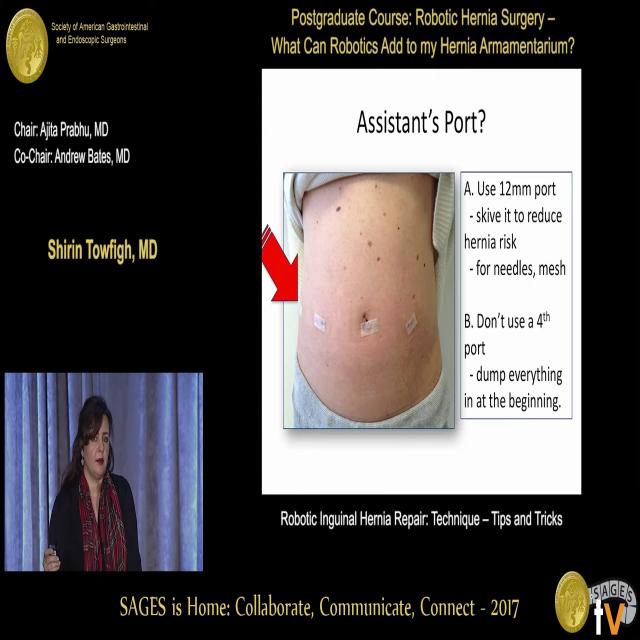 Society of American Gastrointestinal
and Endoscopic Surgeons
Postgraduate Course: Robotic Hernia Surgery –
What Can Robotics Add to my Hernia Armamentarium?
Chair: Ajita Prabhu, MD
Co-Chair: Andrew Bates, MD
Shirin Towfigh, MD
Assistant's Port?
A. Use 12mm port
- skive it to reduce
hernia risk
- for needles, mesh
B. Don't use a 4th
port
- dump everything
in at the beginning.
Robotic Inguinal Hernia Repair: Technique – Tips and Tricks
SAGES is Home: Collaborate, Communicate, Connect - 2017
SAGES
tv